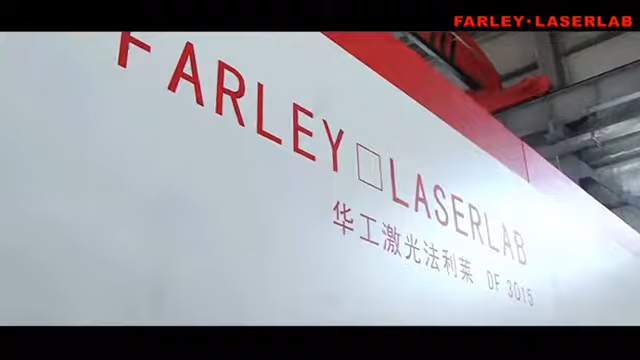 FARLEY·LASERLAB
FARLEY□LASERLAB
华工激光法利莱 DF 3015